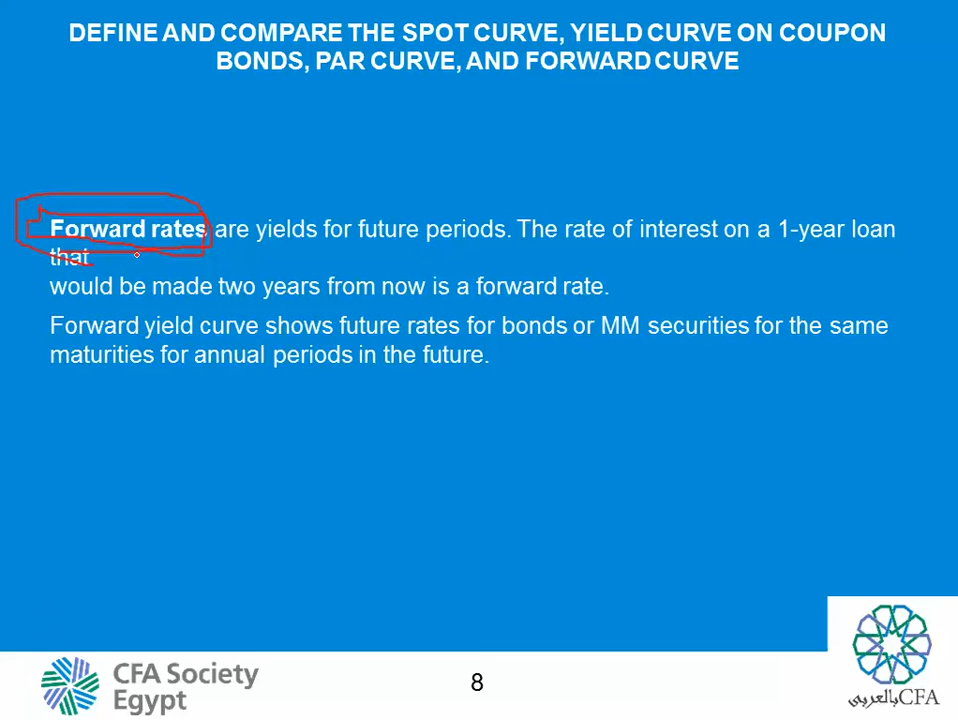 DEFINE AND COMPARE THE SPOT CURVE, YIELD CURVE ON COUPON
BONDS, PAR CURVE, AND FORWARD CURVE
Forward rates are yields for future periods. The rate of interest on a 1-year loan
that
would be made two years from now is a forward rate.
Forward yield curve shows future rates for bonds or MM securities for the same
maturities for annual periods in the future.
CFA Society
Egypt
8
CFA بالعربي